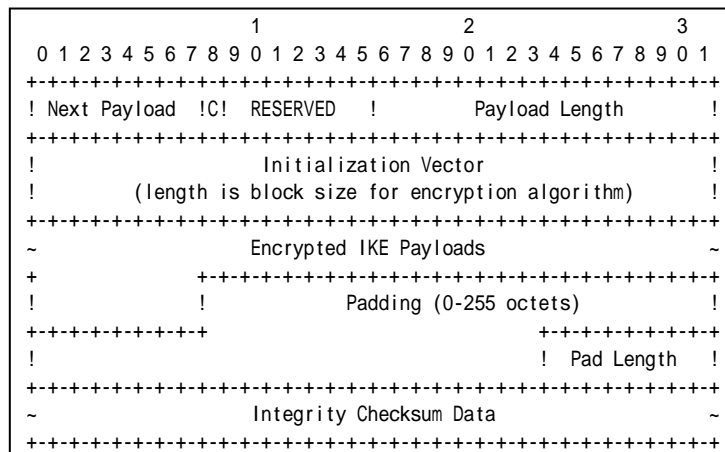 1                   2                   3
 0 1 2 3 4 5 6 7 8 9 0 1 2 3 4 5 6 7 8 9 0 1 2 3 4 5 6 7 8 9 0 1
+-+-+-+-+-+-+-+-+-+-+-+-+-+-+-+-+-+-+-+-+-+-+-+-+-+-+-+-+-+-+-+-+
! Next Payload  !C!  RESERVED   !         Payload Length        !
+-+-+-+-+-+-+-+-+-+-+-+-+-+-+-+-+-+-+-+-+-+-+-+-+-+-+-+-+-+-+-+-+
!                     Initialization Vector                     !
!         (length is block size for encryption algorithm)       !
+-+-+-+-+-+-+-+-+-+-+-+-+-+-+-+-+-+-+-+-+-+-+-+-+-+-+-+-+-+-+-+-+
~                    Encrypted IKE Payloads                     ~
+               +-+-+-+-+-+-+-+-+-+-+-+-+-+-+-+-+-+-+-+-+-+-+-+-+
!               !             Padding (0-255 octets)            !
+-+-+-+-+-+-+-+-+                               +-+-+-+-+-+-+-+-+
!                                               !  Pad Length   !
+-+-+-+-+-+-+-+-+-+-+-+-+-+-+-+-+-+-+-+-+-+-+-+-+-+-+-+-+-+-+-+-+
~                    Integrity Checksum Data                    ~
+-+-+-+-+-+-+-+-+-+-+-+-+-+-+-+-+-+-+-+-+-+-+-+-+-+-+-+-+-+-+-+-+